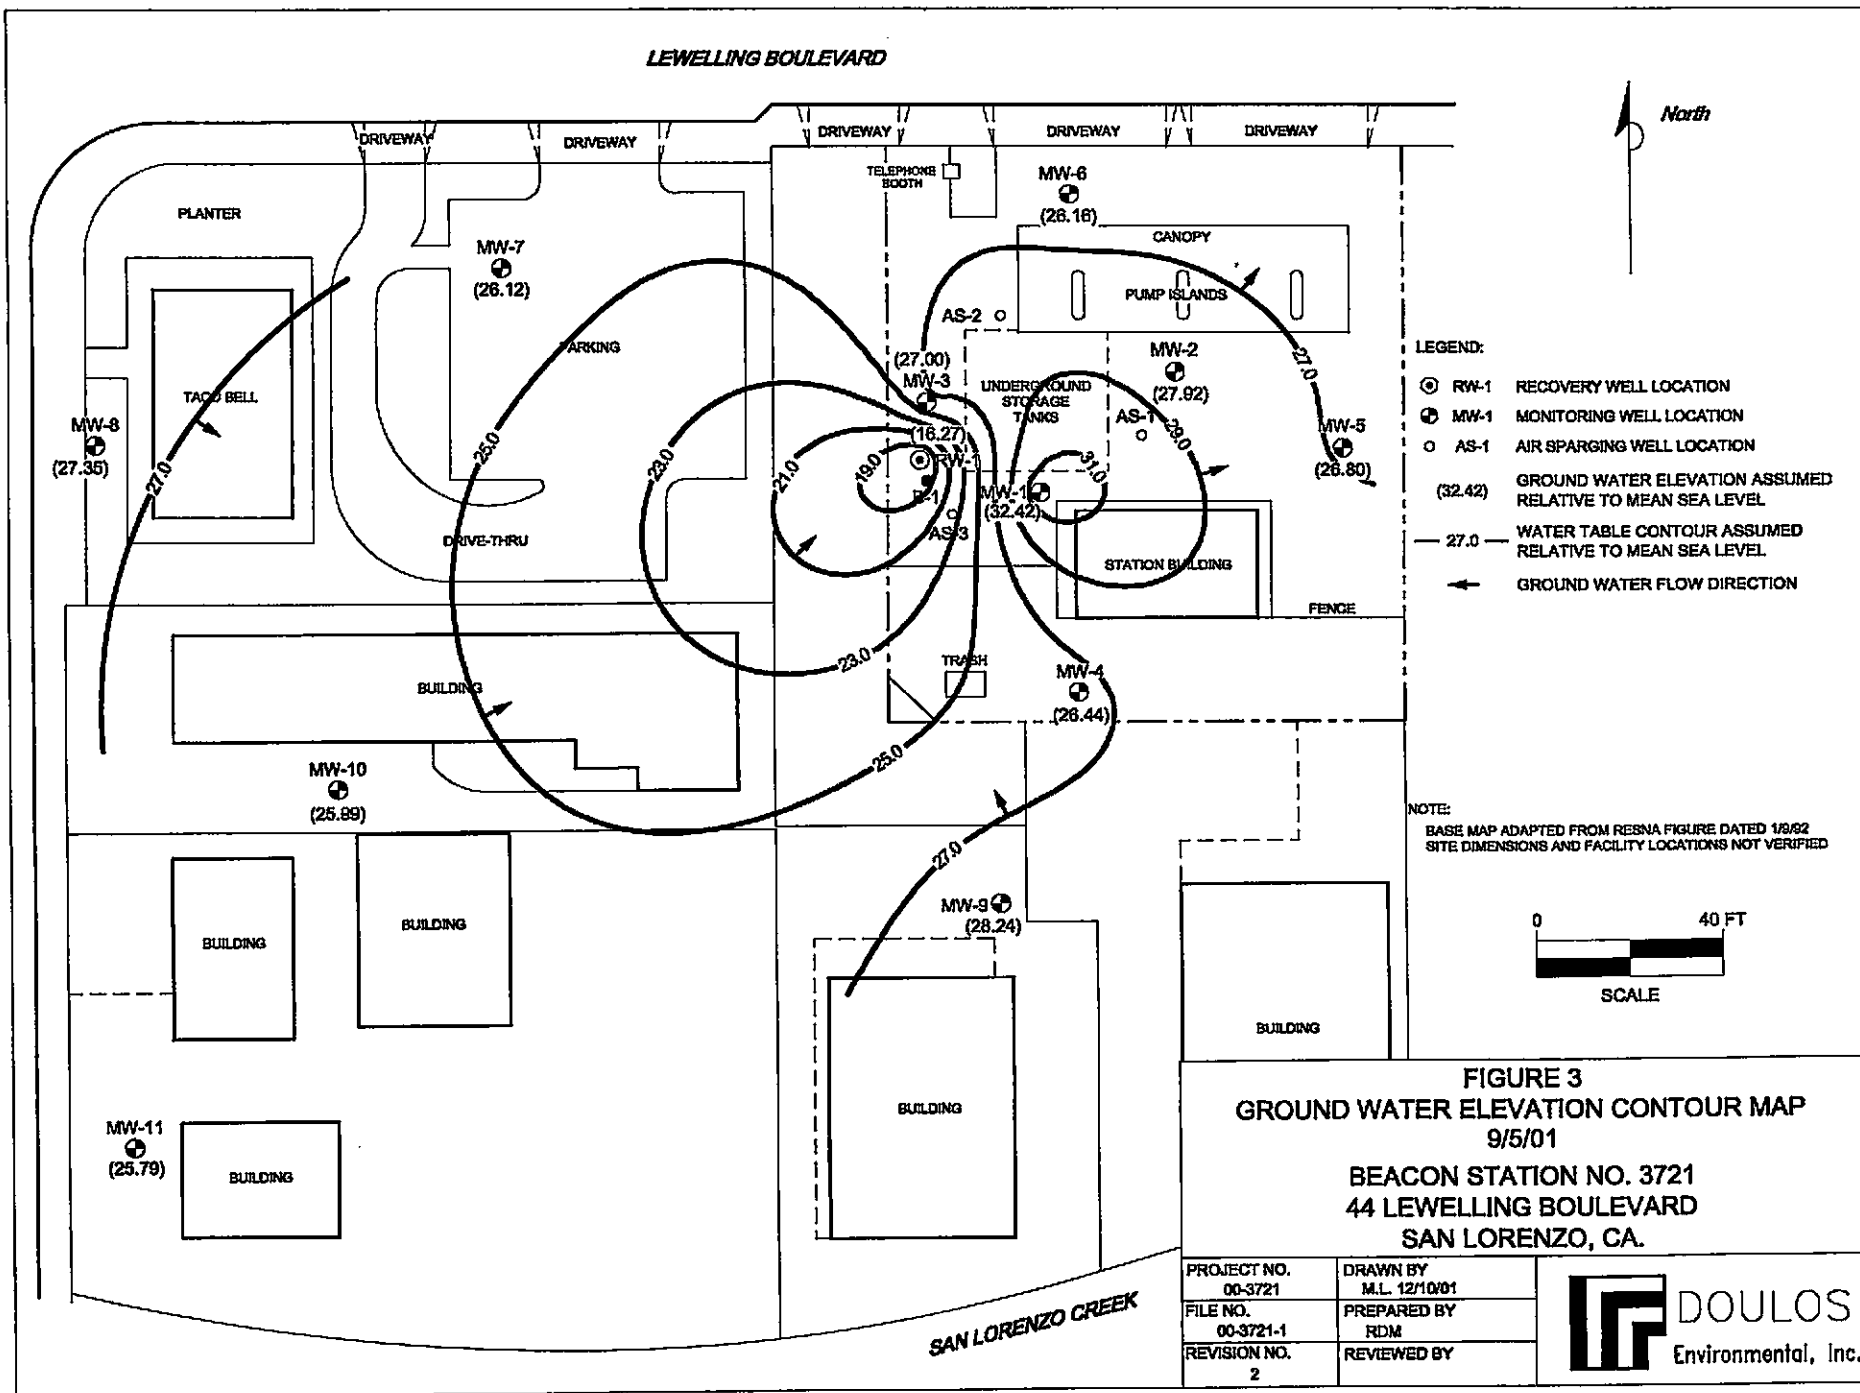 LEWELLING BOULEVARD
North
DRIVEWAY
DRIVEWAY
DRIVEWAY
DRIVEWAY
DRIVEWAY
TELEPHONE
BOOTH
MW-6
(26.16)
PLANTER
CANOPY
MW-7
(26.12)
PUMP ISLANDS
AS-2
PARKING
(27.00)
MW-3
MW-2
(27.92)
27.0
UNDERGROUND
STORAGE
TANKS
TACO BELL
AS-1
29.0
MW-8
(27.35)
27.0
25.0
23.0
21.0
19.0
(16.27)
RW-1
31.0
MW-5
(26.80)
MW-1
(32.42)
AS-3
DRIVE-THRU
STATION BUILDING
FENCE
LEGEND:
RW-1 RECOVERY WELL LOCATION
MW-1 MONITORING WELL LOCATION
AS-1 AIR SPARGING WELL LOCATION
(32.42) GROUND WATER ELEVATION ASSUMED
RELATIVE TO MEAN SEA LEVEL
27.0 WATER TABLE CONTOUR ASSUMED
RELATIVE TO MEAN SEA LEVEL
GROUND WATER FLOW DIRECTION
23.0
TRASH
MW-4
(26.44)
BUILDING
25.0
MW-10
(25.89)
27.0
MW-9
(28.24)
NOTE:
BASE MAP ADAPTED FROM RESNA FIGURE DATED 1/9/92
SITE DIMENSIONS AND FACILITY LOCATIONS NOT VERIFIED
0 40 FT
SCALE
BUILDING
BUILDING
BUILDING
BUILDING
MW-11
(25.79)
BUILDING
SAN LORENZO CREEK
FIGURE 3
GROUND WATER ELEVATION CONTOUR MAP
9/5/01
BEACON STATION NO. 3721
44 LEWELLING BOULEVARD
SAN LORENZO, CA.
PROJECT NO.
00-3721
DRAWN BY
M.L. 12/10/01
FILE NO.
00-3721-1
PREPARED BY
RDM
REVISION NO.
2
REVIEWED BY
DOULOS
Environmental, Inc.